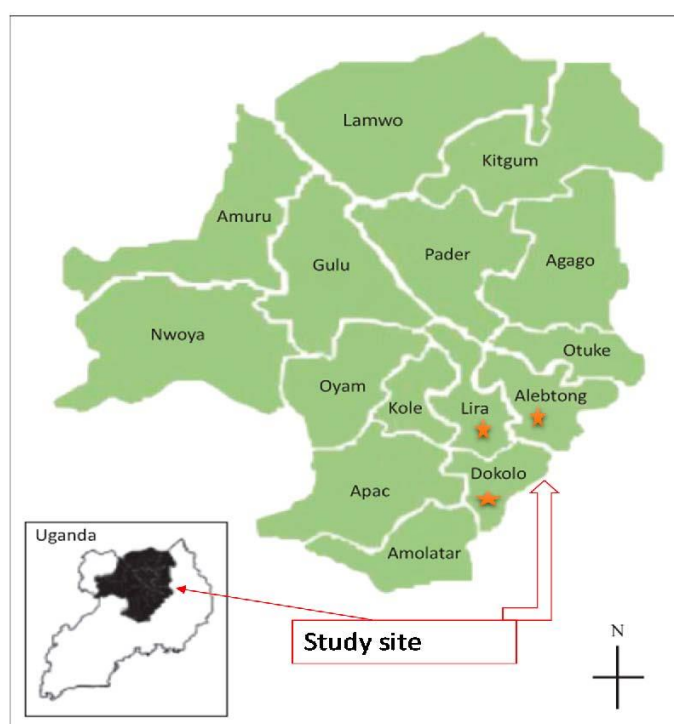 Lamwo
Kitgum
Amuru
Gulu
Pader
Agago
Nwoya
Otuke
Oyam
Kole
Lira
Alebtong
Dokolo
Apac
Amolatar
Uganda
Study site
N